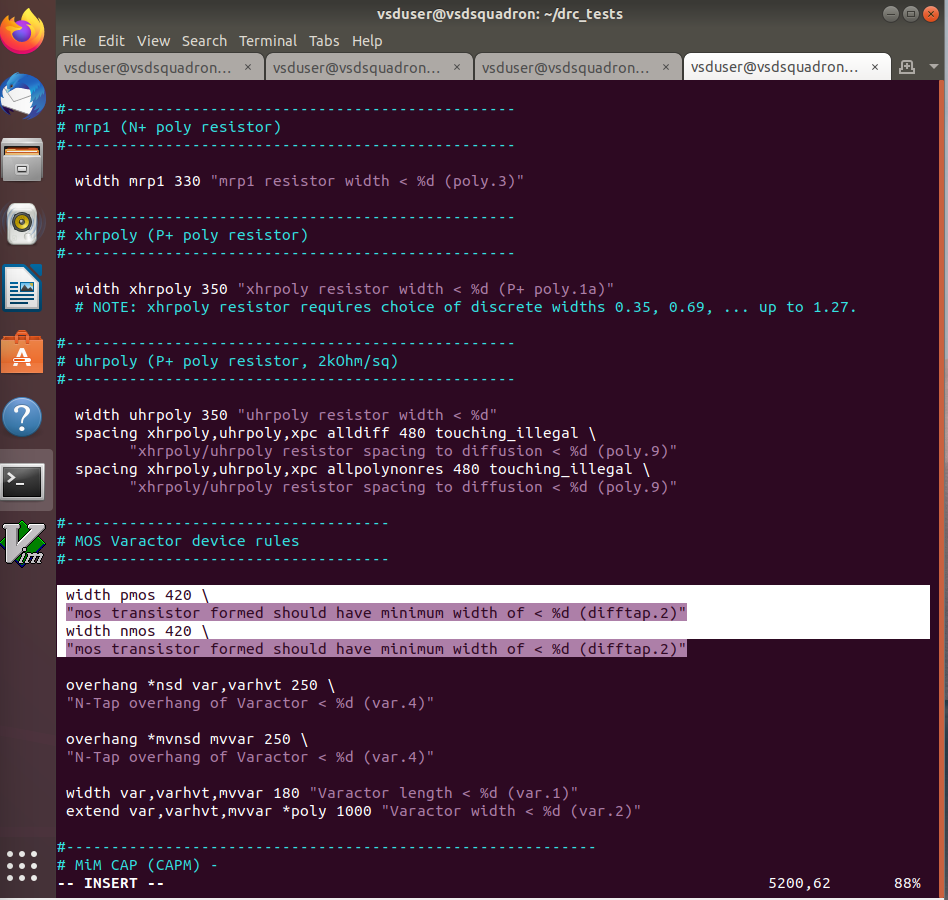 vsduser@vsdsquadron: ~/drc_tests
File Edit View Search Terminal Tabs Help
vsduser@vsdsquadron... × vsduser@vsdsquadron... × vsduser@vsdsquadron... × vsduser@vsdsquadron... ×
#--------------------------------------------------
# mrp1 (N+ poly resistor)
#--------------------------------------------------
width mrp1 330 "mrp1 resistor width < %d (poly.3)"
#--------------------------------------------------
# xhrpoly (P+ poly resistor)
#--------------------------------------------------
width xhrpoly 350 "xhrpoly resistor width < %d (P+ poly.1a)"
# NOTE: xhrpoly resistor requires choice of discrete widths 0.35, 0.69, ... up to 1.27.
#--------------------------------------------------
# uhrpoly (P+ poly resistor, 2kOhm/sq)
#--------------------------------------------------
width uhrpoly 350 "uhrpoly resistor width < %d"
spacing xhrpoly,uhrpoly,xpc alldiff 480 touching_illegal \
"xhrpoly/uhrpoly resistor spacing to diffusion < %d (poly.9)"
spacing xhrpoly,uhrpoly,xpc allpolynonres 480 touching_illegal \
"xhrpoly/uhrpoly resistor spacing to diffusion < %d (poly.9)"
#------------------------------------
# MOS Varactor device rules
#------------------------------------
width pmos 420 \
"mos transistor formed should have minimum width of < %d (difftap.2)"
width nmos 420 \
"mos transistor formed should have minimum width of < %d (difftap.2)"
overhang *nsd var,varhvt 250 \
"N-Tap overhang of Varactor < %d (var.4)"
overhang *mvnsd mvvar 250 \
"N-Tap overhang of Varactor < %d (var.4)"
width var,varhvt,mvvar 180 "Varactor length < %d (var.1)"
extend var,varhvt,mvvar *poly 1000 "Varactor width < %d (var.2)"
#-----------------------------------------------------------
# MiM CAP (CAPM) -
-- INSERT -- 5200,62 88%
Vim